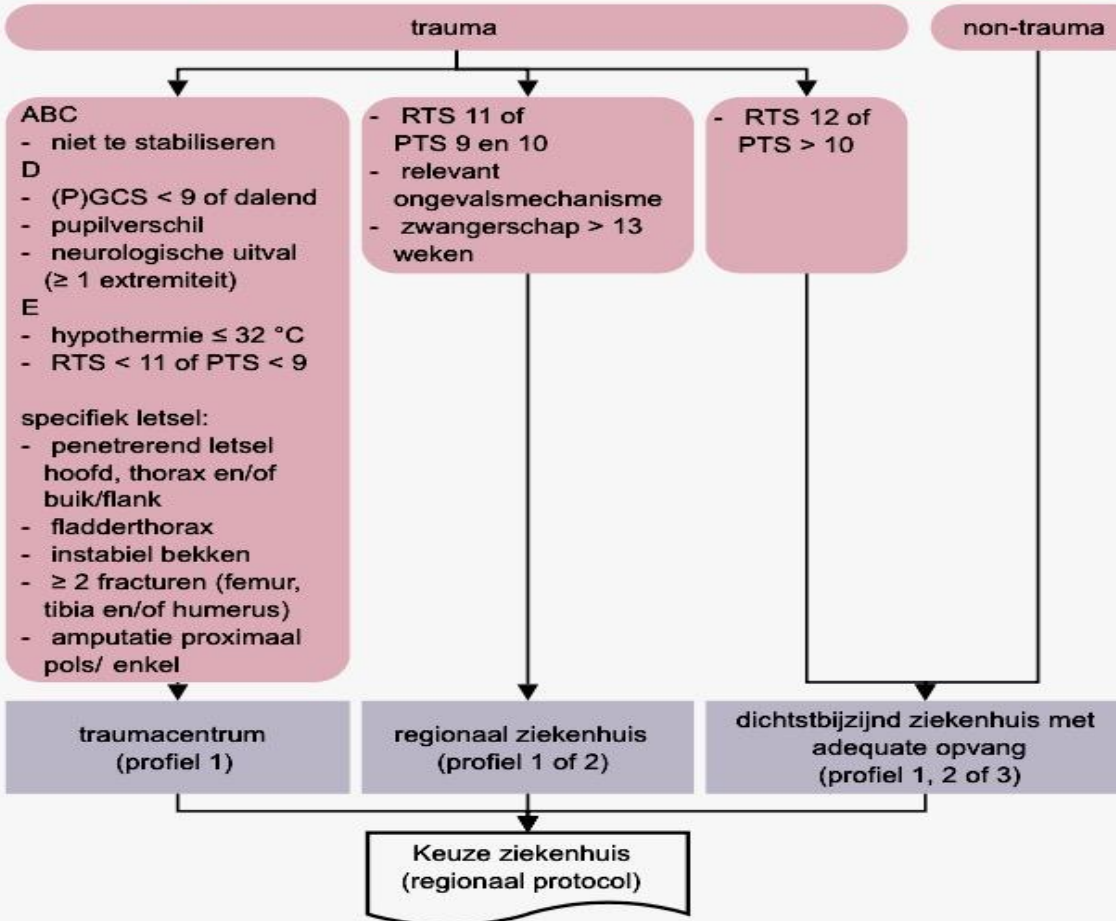 trauma
non-trauma
ABC
- niet te stabiliseren
D
- (P)GCS < 9 of dalend
- pupilverschil
- neurologische uitval
(≥ 1 extremiteit)
E
- hypothermie ≤ 32 °C
- RTS < 11 of PTS < 9
specifiek letsel:
- penetrerend letsel
hoofd, thorax en/of
buik/flank
- fladderthorax
- instabiel bekken
- ≥ 2 fracturen (femur,
tibia en/of humerus)
- amputatie proximaal
pols/ enkel
- RTS 11 of
PTS 9 en 10
- relevant
ongevalsmechanisme
- zwangerschap > 13
weken
- RTS 12 of
PTS > 10
traumacentrum
(profiel 1)
regionaal ziekenhuis
(profiel 1 of 2)
dichtstbijzijnd ziekenhuis met
adequate opvang
(profiel 1, 2 of 3)
Keuze ziekenhuis
(regionaal protocol)